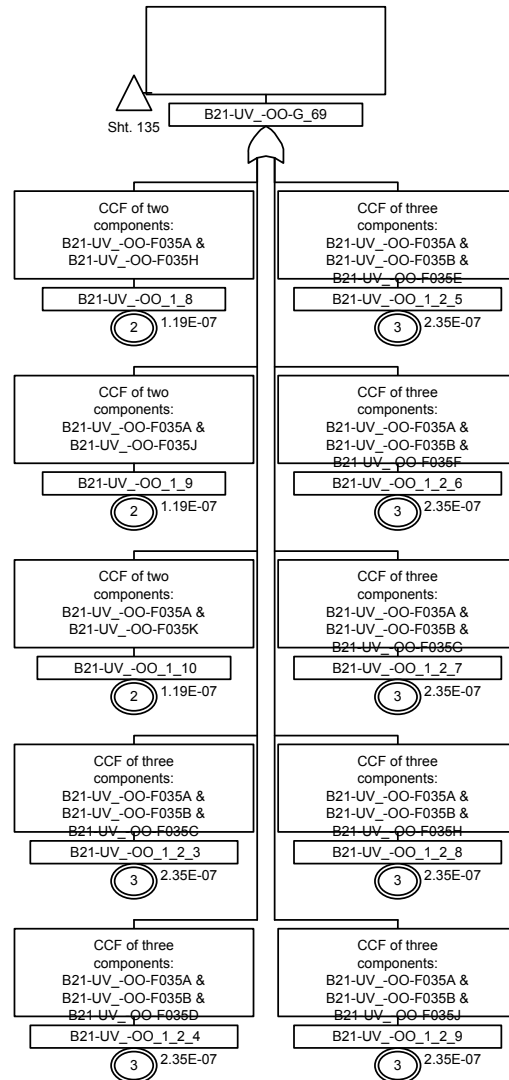 B21-UV_-OO-G_69
Sht. 135
CCF of two
components:
B21-UV_-OO-F035A &
B21-UV_-OO-F035H
B21-UV_-OO_1_8
2
1.19E-07
CCF of three
components:
B21-UV_-OO-F035A &
B21-UV_-OO-F035B &
B21-UV_-OO-F035E
B21-UV_-OO_1_2_5
3
2.35E-07
CCF of two
components:
B21-UV_-OO-F035A &
B21-UV_-OO-F035J
B21-UV_-OO_1_9
2
1.19E-07
CCF of three
components:
B21-UV_-OO-F035A &
B21-UV_-OO-F035B &
B21-UV_-OO-F035F
B21-UV_-OO_1_2_6
3
2.35E-07
CCF of two
components:
B21-UV_-OO-F035A &
B21-UV_-OO-F035K
B21-UV_-OO_1_10
2
1.19E-07
CCF of three
components:
B21-UV_-OO-F035A &
B21-UV_-OO-F035B &
B21-UV_-OO-F035G
B21-UV_-OO_1_2_7
3
2.35E-07
CCF of three
components:
B21-UV_-OO-F035A &
B21-UV_-OO-F035B &
B21-UV_-OO-F035C
B21-UV_-OO_1_2_3
3
2.35E-07
CCF of three
components:
B21-UV_-OO-F035A &
B21-UV_-OO-F035B &
B21-UV_-OO-F035H
B21-UV_-OO_1_2_8
3
2.35E-07
CCF of three
components:
B21-UV_-OO-F035A &
B21-UV_-OO-F035B &
B21-UV_-OO-F035D
B21-UV_-OO_1_2_4
3
2.35E-07
CCF of three
components:
B21-UV_-OO-F035A &
B21-UV_-OO-F035B &
B21-UV_-OO-F035J
B21-UV_-OO_1_2_9
3
2.35E-07